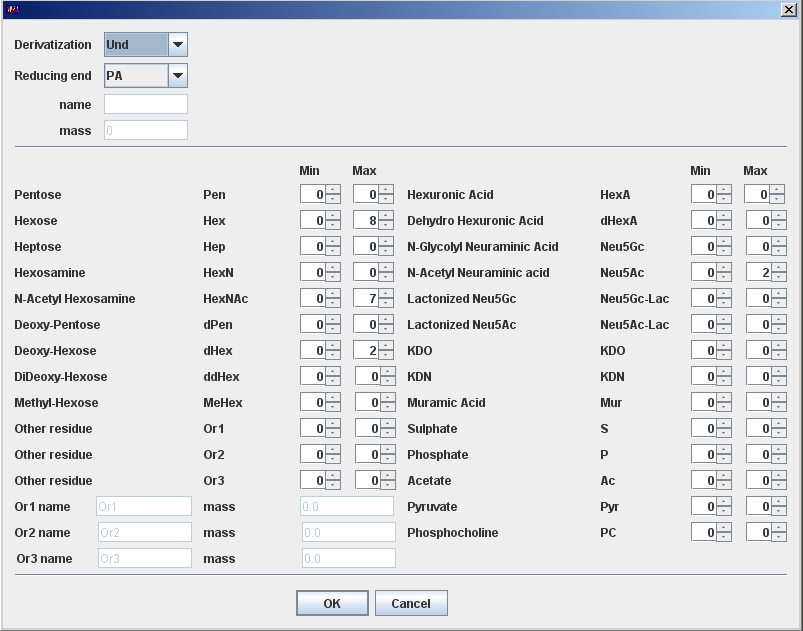 Derivatization Und
Reducing end PA
name
mass 0
Min Max Min Max
Pentose Pen 0 0 Hexuronic Acid HexA 0 0
Hexose Hex 0 8 Dehydro Hexuronic Acid dHexA 0 0
Heptose Hep 0 0 N-Glycolyl Neuraminic Acid Neu5Gc 0 0
Hexosamine HexN 0 0 N-Acetyl Neuraminic acid Neu5Ac 0 2
N-Acetyl Hexosamine HexNAc 0 7 Lactonized Neu5Gc Neu5Gc-Lac 0 0
Deoxy-Pentose dPen 0 0 Lactonized Neu5Ac Neu5Ac-Lac 0 0
Deoxy-Hexose dHex 0 2 KDO KDO 0 0
DiDeoxy-Hexose ddHex 0 0 KDN KDN 0 0
Methyl-Hexose MeHex 0 0 Muramic Acid Mur 0 0
Other residue Or1 0 0 Sulphate S 0 0
Other residue Or2 0 0 Phosphate P 0 0
Other residue Or3 0 0 Acetate Ac 0 0
Or1 name Or1 mass 0.0 Pyruvate Pyr 0 0
Or2 name Or2 mass 0.0 Phosphocholine PC 0 0
Or3 name Or3 mass 0.0
OK Cancel